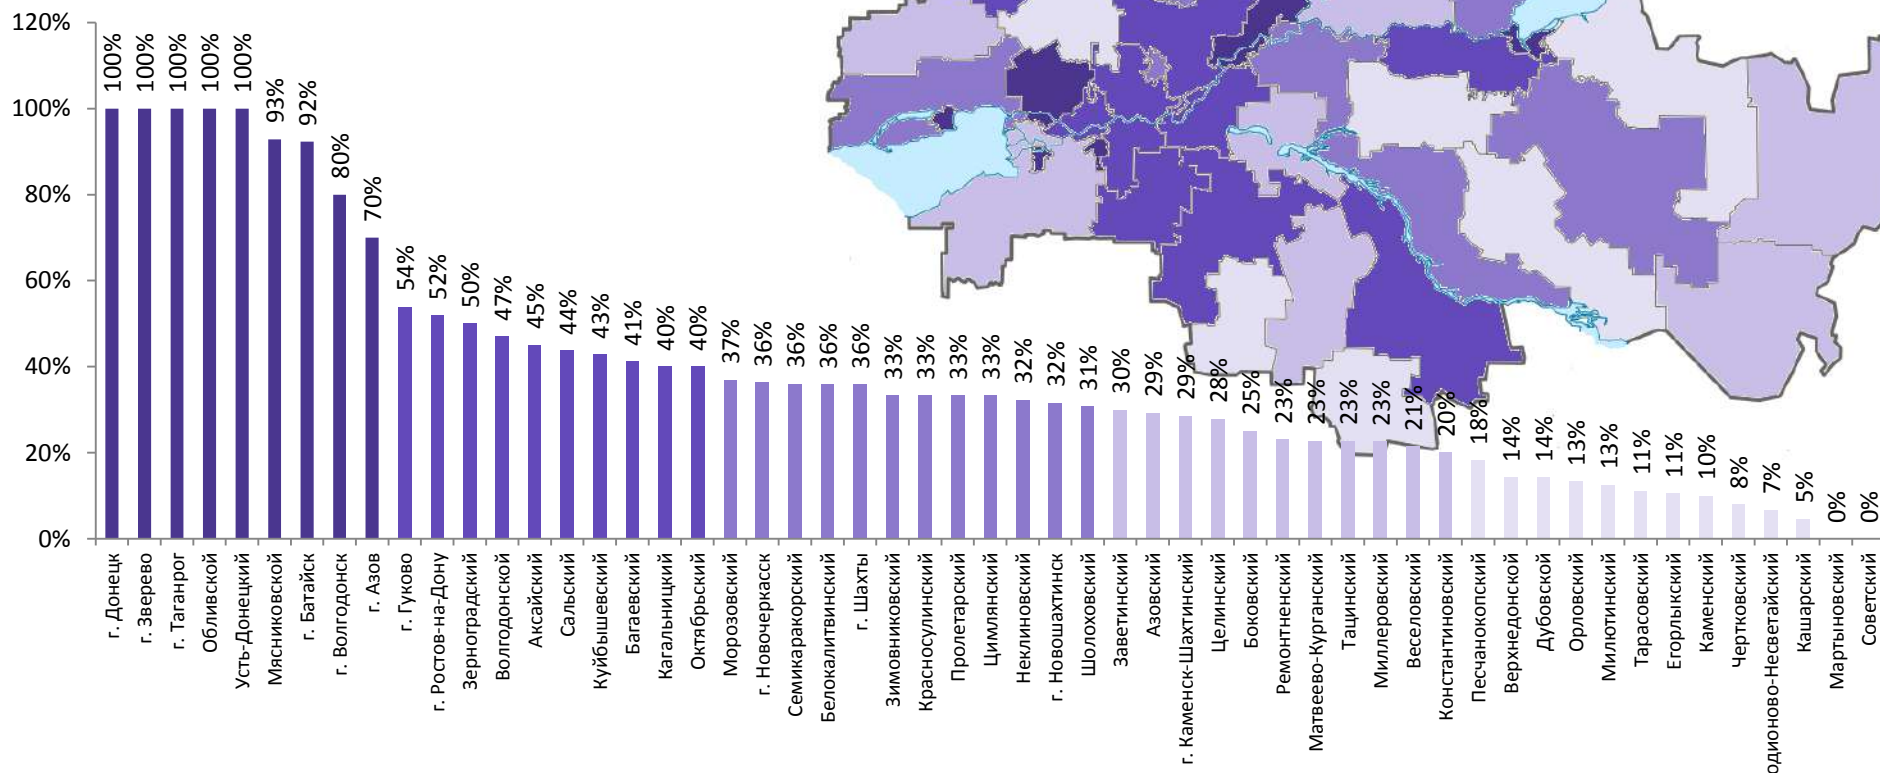 120%
100%
80%
60%
40%
20%
0%
100%
100%
100%
100%
100%
93%
92%
80%
70%
54%
52%
50%
47%
45%
44%
43%
41%
40%
40%
37%
36%
36%
36%
36%
33%
33%
33%
33%
32%
32%
31%
30%
29%
29%
28%
25%
23%
23%
23%
23%
21%
20%
18%
14%
14%
13%
13%
11%
11%
10%
8%
7%
5%
0%
0%
г. Донецк
г. Зверево
г. Таганрог
Обливской
Усть-Донецкий
Мясниковской
г. Батайск
г. Волгодонск
г. Азов
г. Гуково
г. Ростов-на-Дону
Зерноградский
Волгодонской
Аксайский
Сальский
Куйбышевский
Багаевский
Кагальницкий
Октябрьский
Морозовский
г. Новочеркасск
Семикаракорский
Белокалитвинский
г. Шахты
Зимовниковский
Красносулинский
Пролетарский
Цимлянский
Неклиновский
г. Новошахтинск
Шолоховский
Заветинский
Азовский
г. Каменск-Шахтинский
Целинский
Боковский
Ремонтненский
Матвеево-Курганский
Тацинский
Миллеровский
Веселовский
Константиновский
Песчанокопский
Верхнедонской
Дубовской
Орловский
Милютинский
Тарасовский
Егорлыкский
Каменский
Чертковский
одионово-Несветайский
Кашарский
Мартыновский
Советский